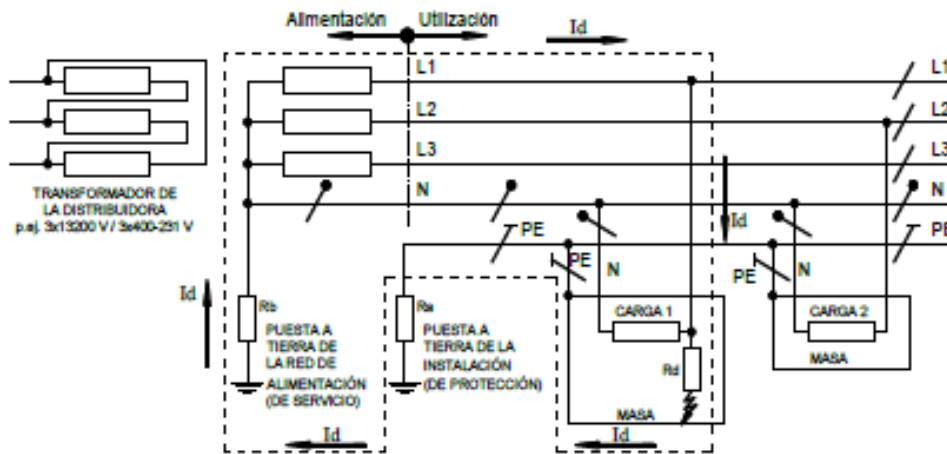 Alimentación Utilización
Id
L1
L2
L3
N
L1
L2
L3
N
PE
TRANSFORMADOR DE
LA DISTRIBUIDORA
p.ej. 3x13200 V / 3x400-231 V
PE
Id
PE
N
PE
N
Id
Rb
PUESTA A
TIERRA DE
LA RED DE
ALIMENTACIÓN
(DE SERVICIO)
Ra
PUESTA A
TIERRA DE LA
INSTALACIÓN
(DE PROTECCIÓN)
CARGA 1
Rd
MASA
CARGA 2
MASA
Id
Id